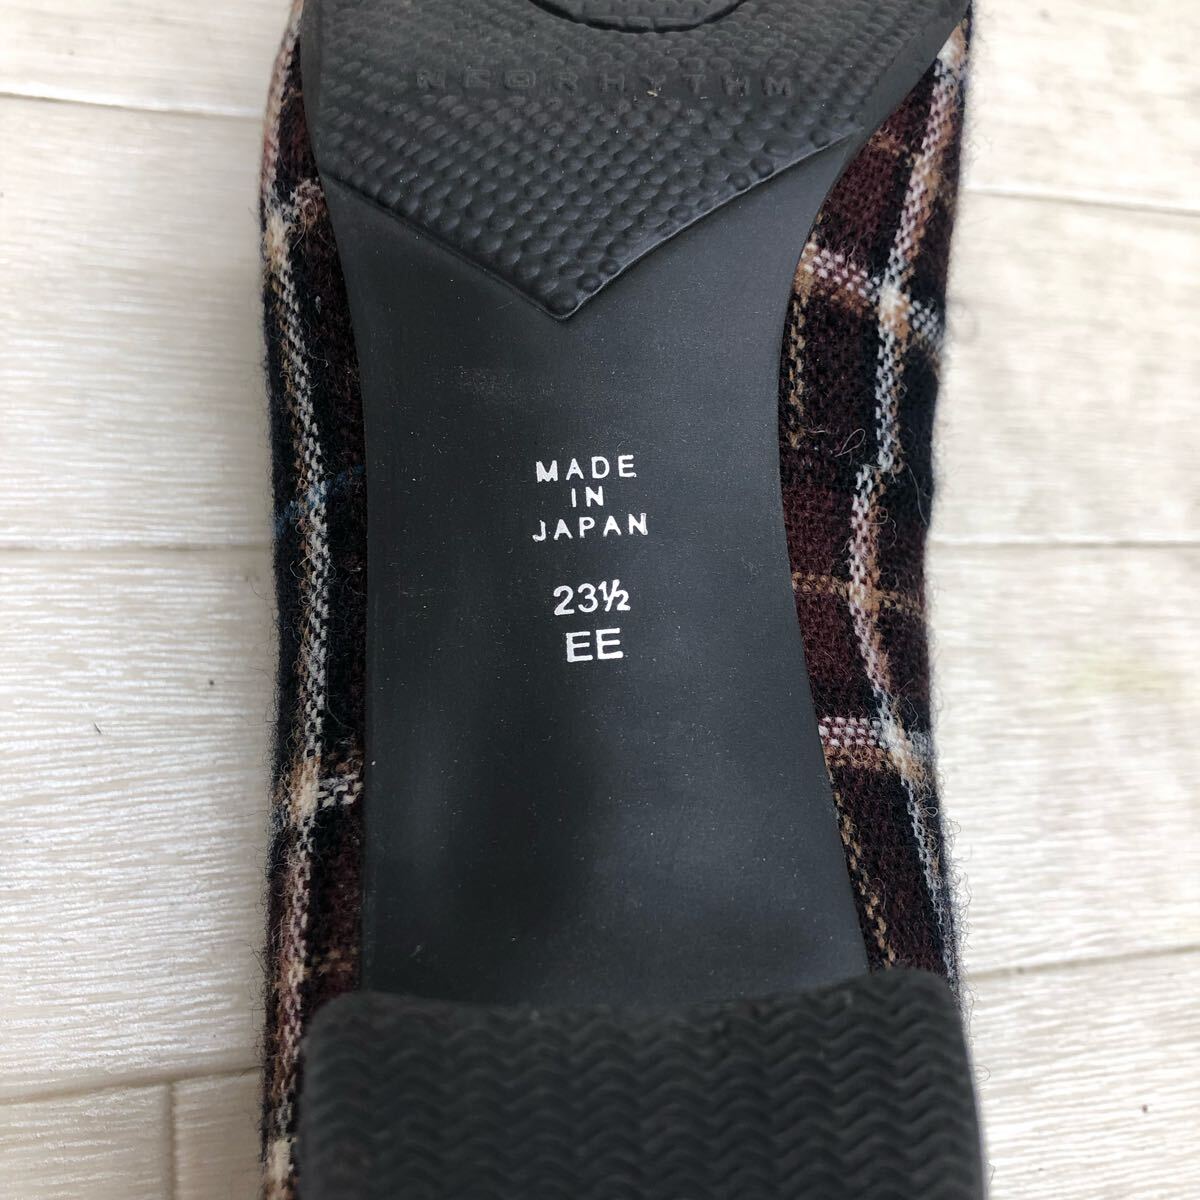 NEORHYTHM
MADE
IN
JAPAN
23½
EE